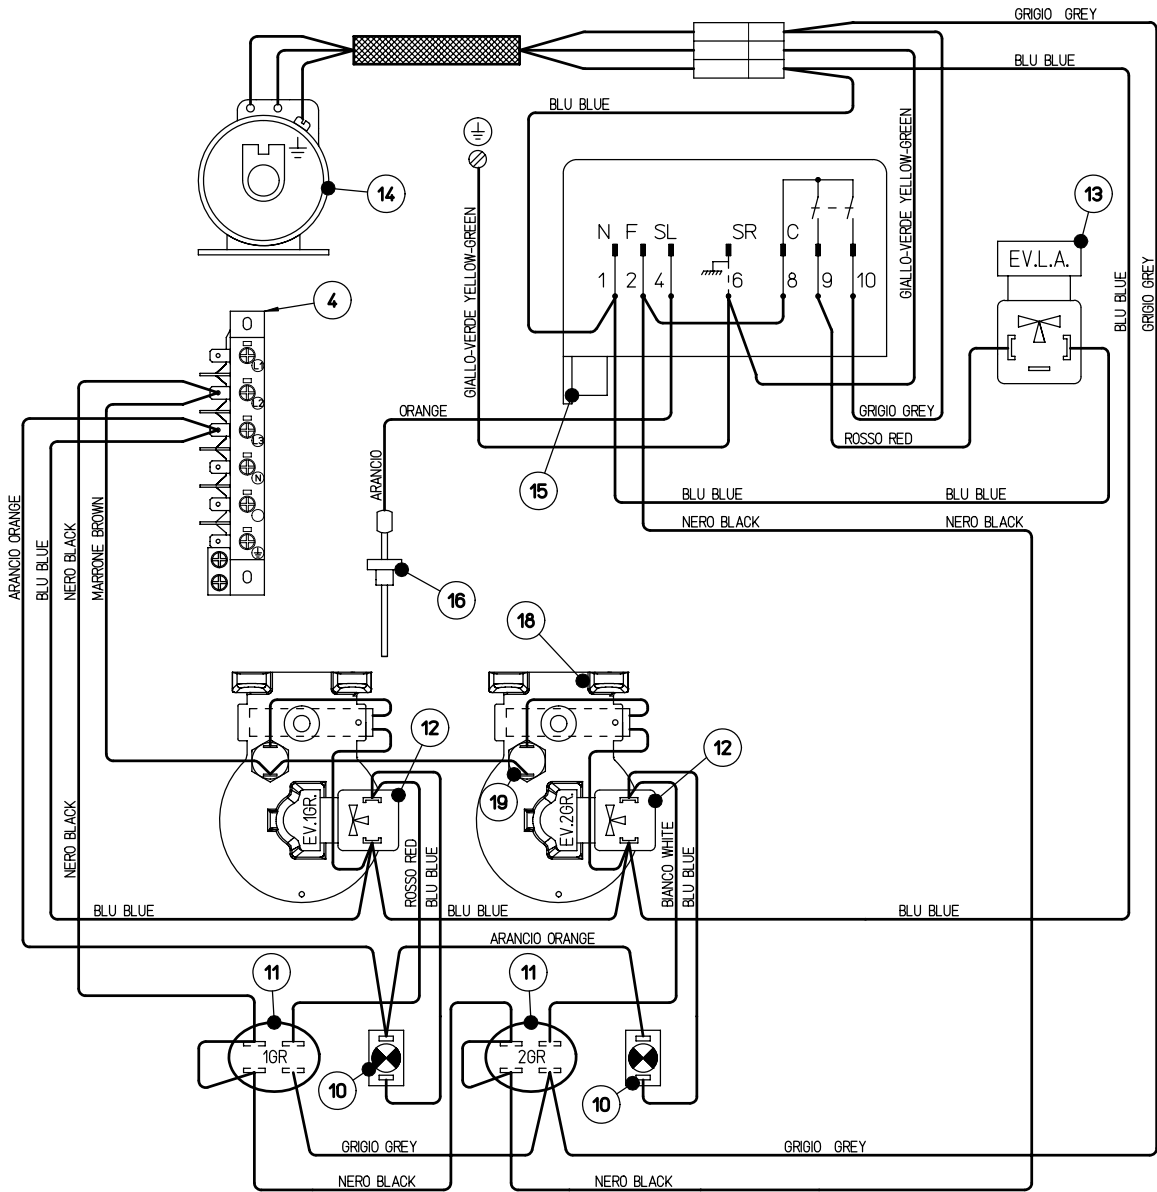 GRIGIO GREY
BLU BLUE
BLU BLUE
GIALLO-VERDE YELLOW-GREEN
14
13
N F SL SR C
EV.L.A.
1 2 4 6 8 9 10
GIALLO-VERDE YELLOW-GREEN
BLU BLUE
GRIGIO GREY
4
0
L1
L2
L3
N
0
ORANGE
GRIGIO GREY
ROSSO RED
15
ARANCIO
BLU BLUE
BLU BLUE
NERO BLACK
NERO BLACK
ARANCIO ORANGE
BLU BLUE
NERO BLACK
MARRONE BROWN
16
18
12
12
19
EV.1GR.
EV.2GR.
NERO BLACK
ROSSO RED
BLU BLUE
BIANCO WHITE
BLU BLUE
BLU BLUE
BLU BLUE
BLU BLUE
ARANCIO ORANGE
11
11
1GR
2GR
10
10
GRIGIO GREY
GRIGIO GREY
NERO BLACK
NERO BLACK